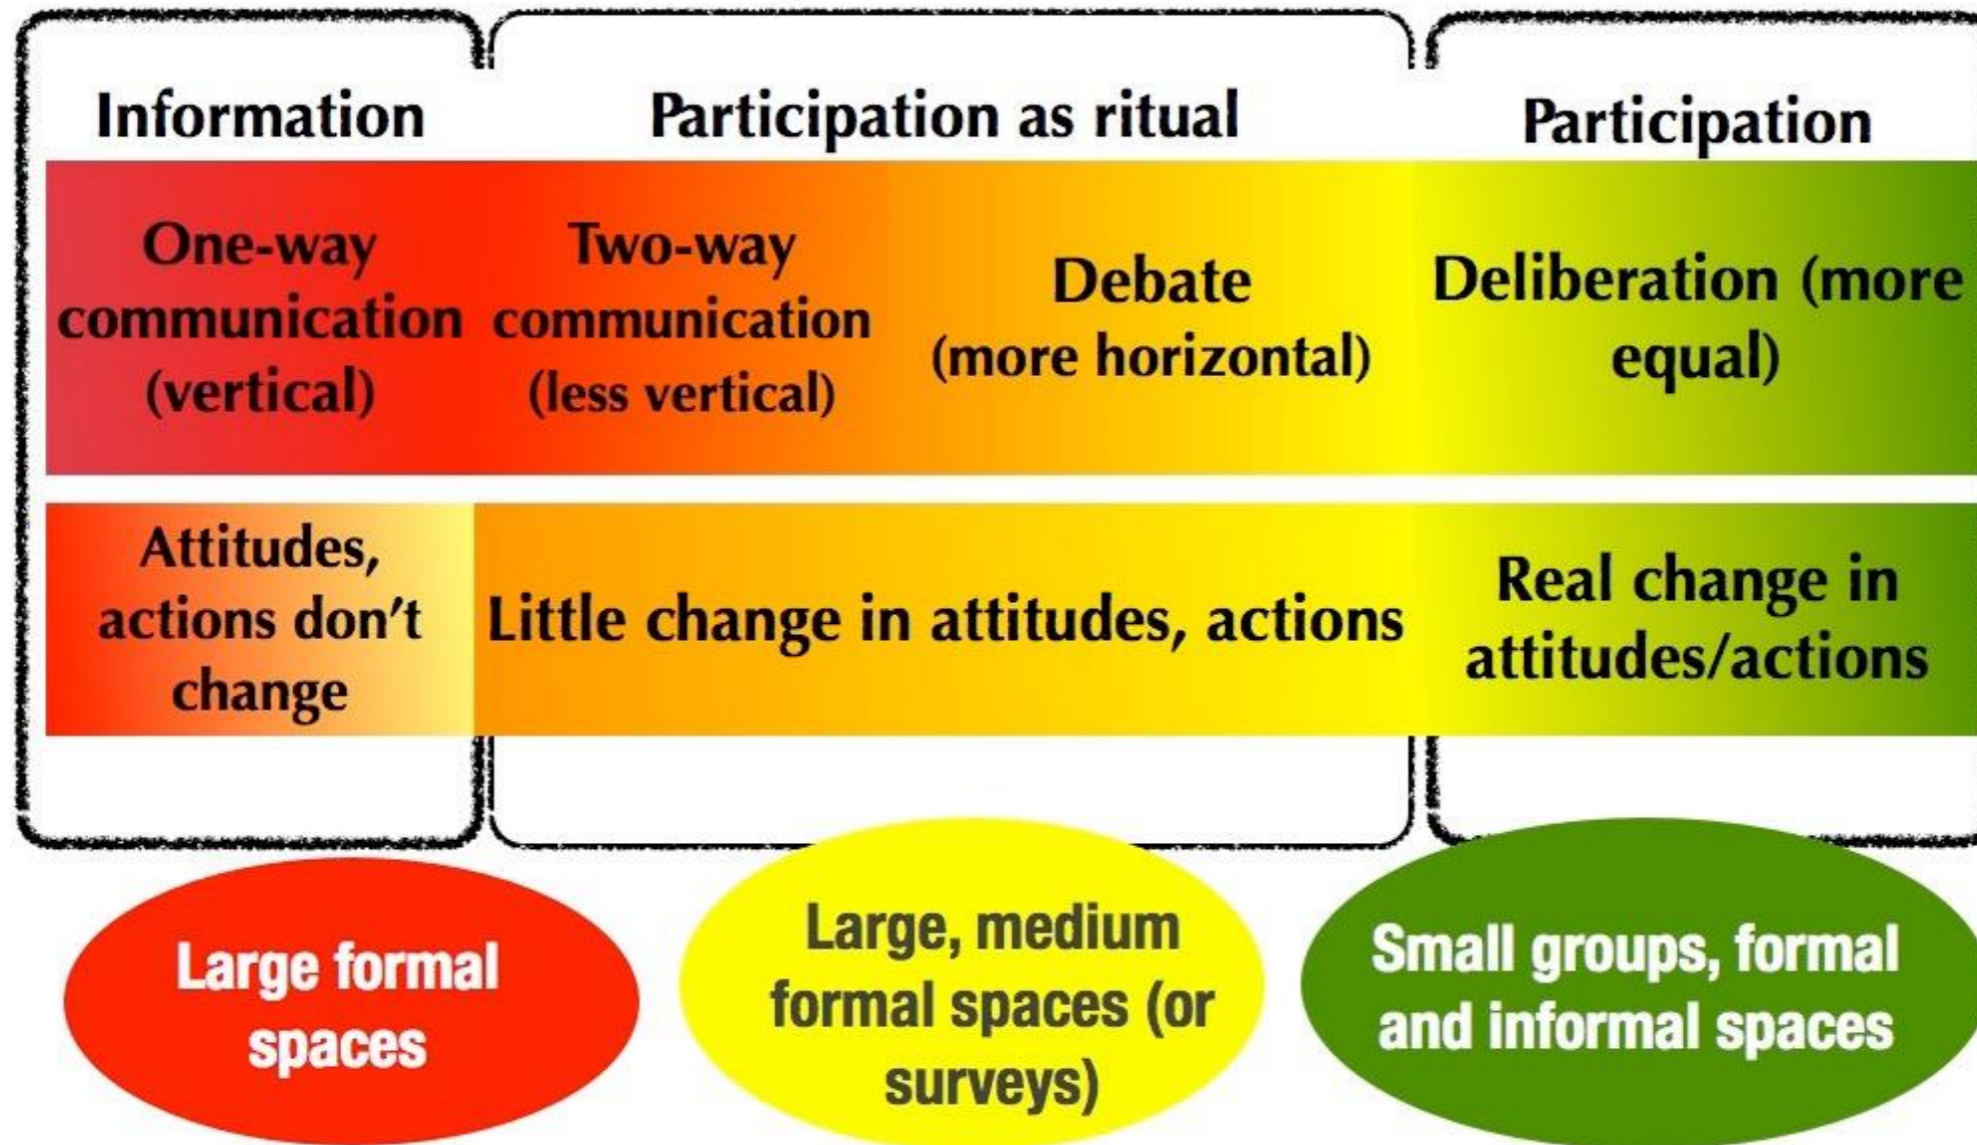 Information
Participation as ritual
Participation
One-way
communication
(vertical)
Two-way
communication
(less vertical)
Debate
(more horizontal)
Deliberation (more
equal)
Attitudes,
actions don't
change
Little change in attitudes, actions
Real change in
attitudes/actions
Large formal
spaces
Large, medium
formal spaces (or
surveys)
Small groups, formal
and informal spaces